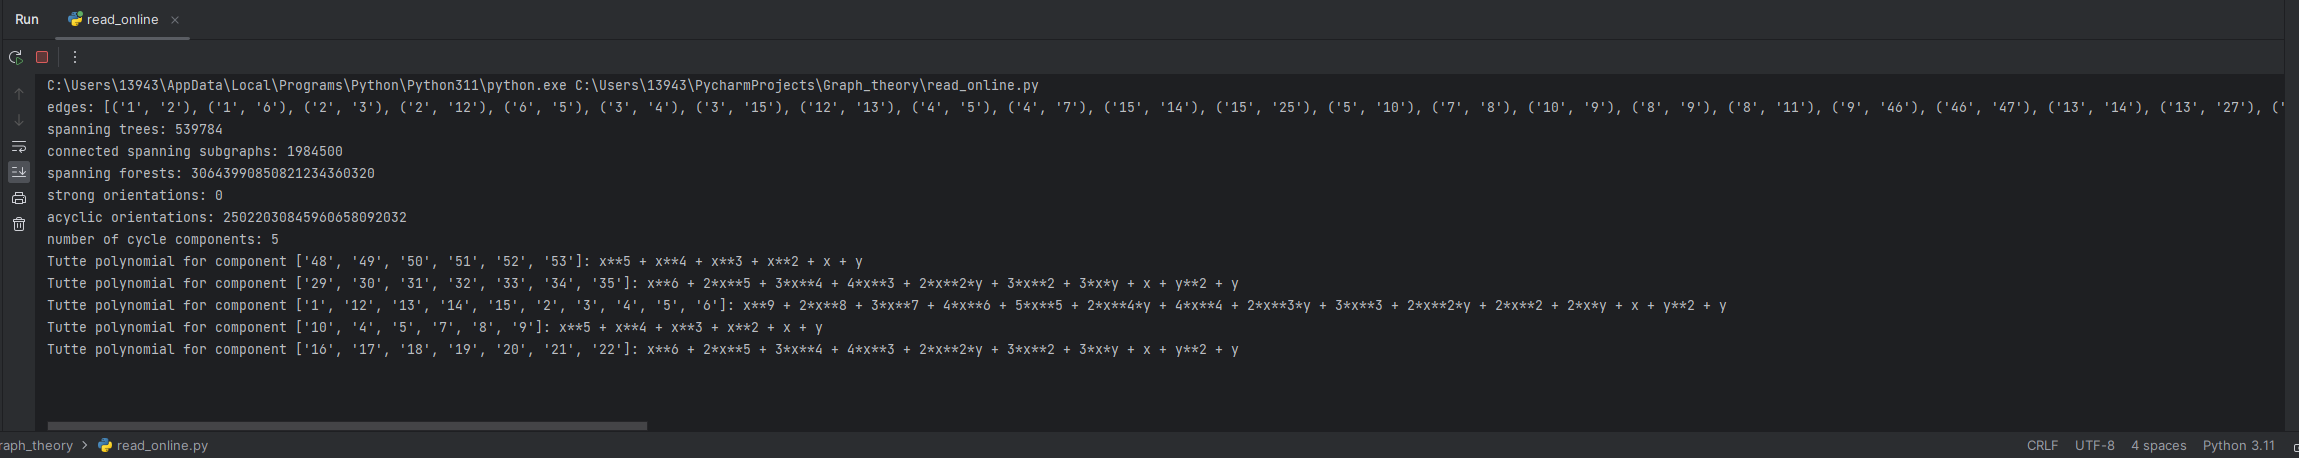 Run read_online
C:\Users\13943\AppData\Local\Programs\Python\Python311\python.exe C:\Users\13943\PycharmProjects\Graph_theory\read_online.py
edges: [('1', '2'), ('1', '6'), ('2', '3'), ('2', '12'), ('6', '5'), ('3', '4'), ('3', '15'), ('12', '13'), ('4', '5'), ('4', '7'), ('15', '14'), ('15', '25'), ('5', '10'), ('7', '8'), ('10', '9'), ('8', '9'), ('8', '11'), ('9', '46'), ('46', '47'), ('13', '14'), ('13', '27'), ('
spanning trees: 539784
connected spanning subgraphs: 1984500
spanning forests: 30643990850821234360320
strong orientations: 0
acyclic orientations: 25022030845960658092032
number of cycle components: 5
Tutte polynomial for component ['48', '49', '50', '51', '52', '53']: x**5 + x**4 + x**3 + x**2 + x + y
Tutte polynomial for component ['29', '30', '31', '32', '33', '34', '35']: x**6 + 2*x**5 + 3*x**4 + 4*x**3 + 2*x**2*y + 3*x**2 + 3*x*y + x + y**2 + y
Tutte polynomial for component ['1', '12', '13', '14', '15', '2', '3', '4', '5', '6']: x**9 + 2*x**8 + 3*x**7 + 4*x**6 + 5*x**5 + 2*x**4*y + 4*x**4 + 2*x**3*y + 3*x**3 + 2*x**2*y + 2*x**2 + 2*x*y + x + y**2 + y
Tutte polynomial for component ['10', '4', '5', '7', '8', '9']: x**5 + x**4 + x**3 + x**2 + x + y
Tutte polynomial for component ['16', '17', '18', '19', '20', '21', '22']: x**6 + 2*x**5 + 3*x**4 + 4*x**3 + 2*x**2*y + 3*x**2 + 3*x*y + x + y**2 + y
raph_theory > read_online.py CRLF UTF-8 4 spaces Python 3.11